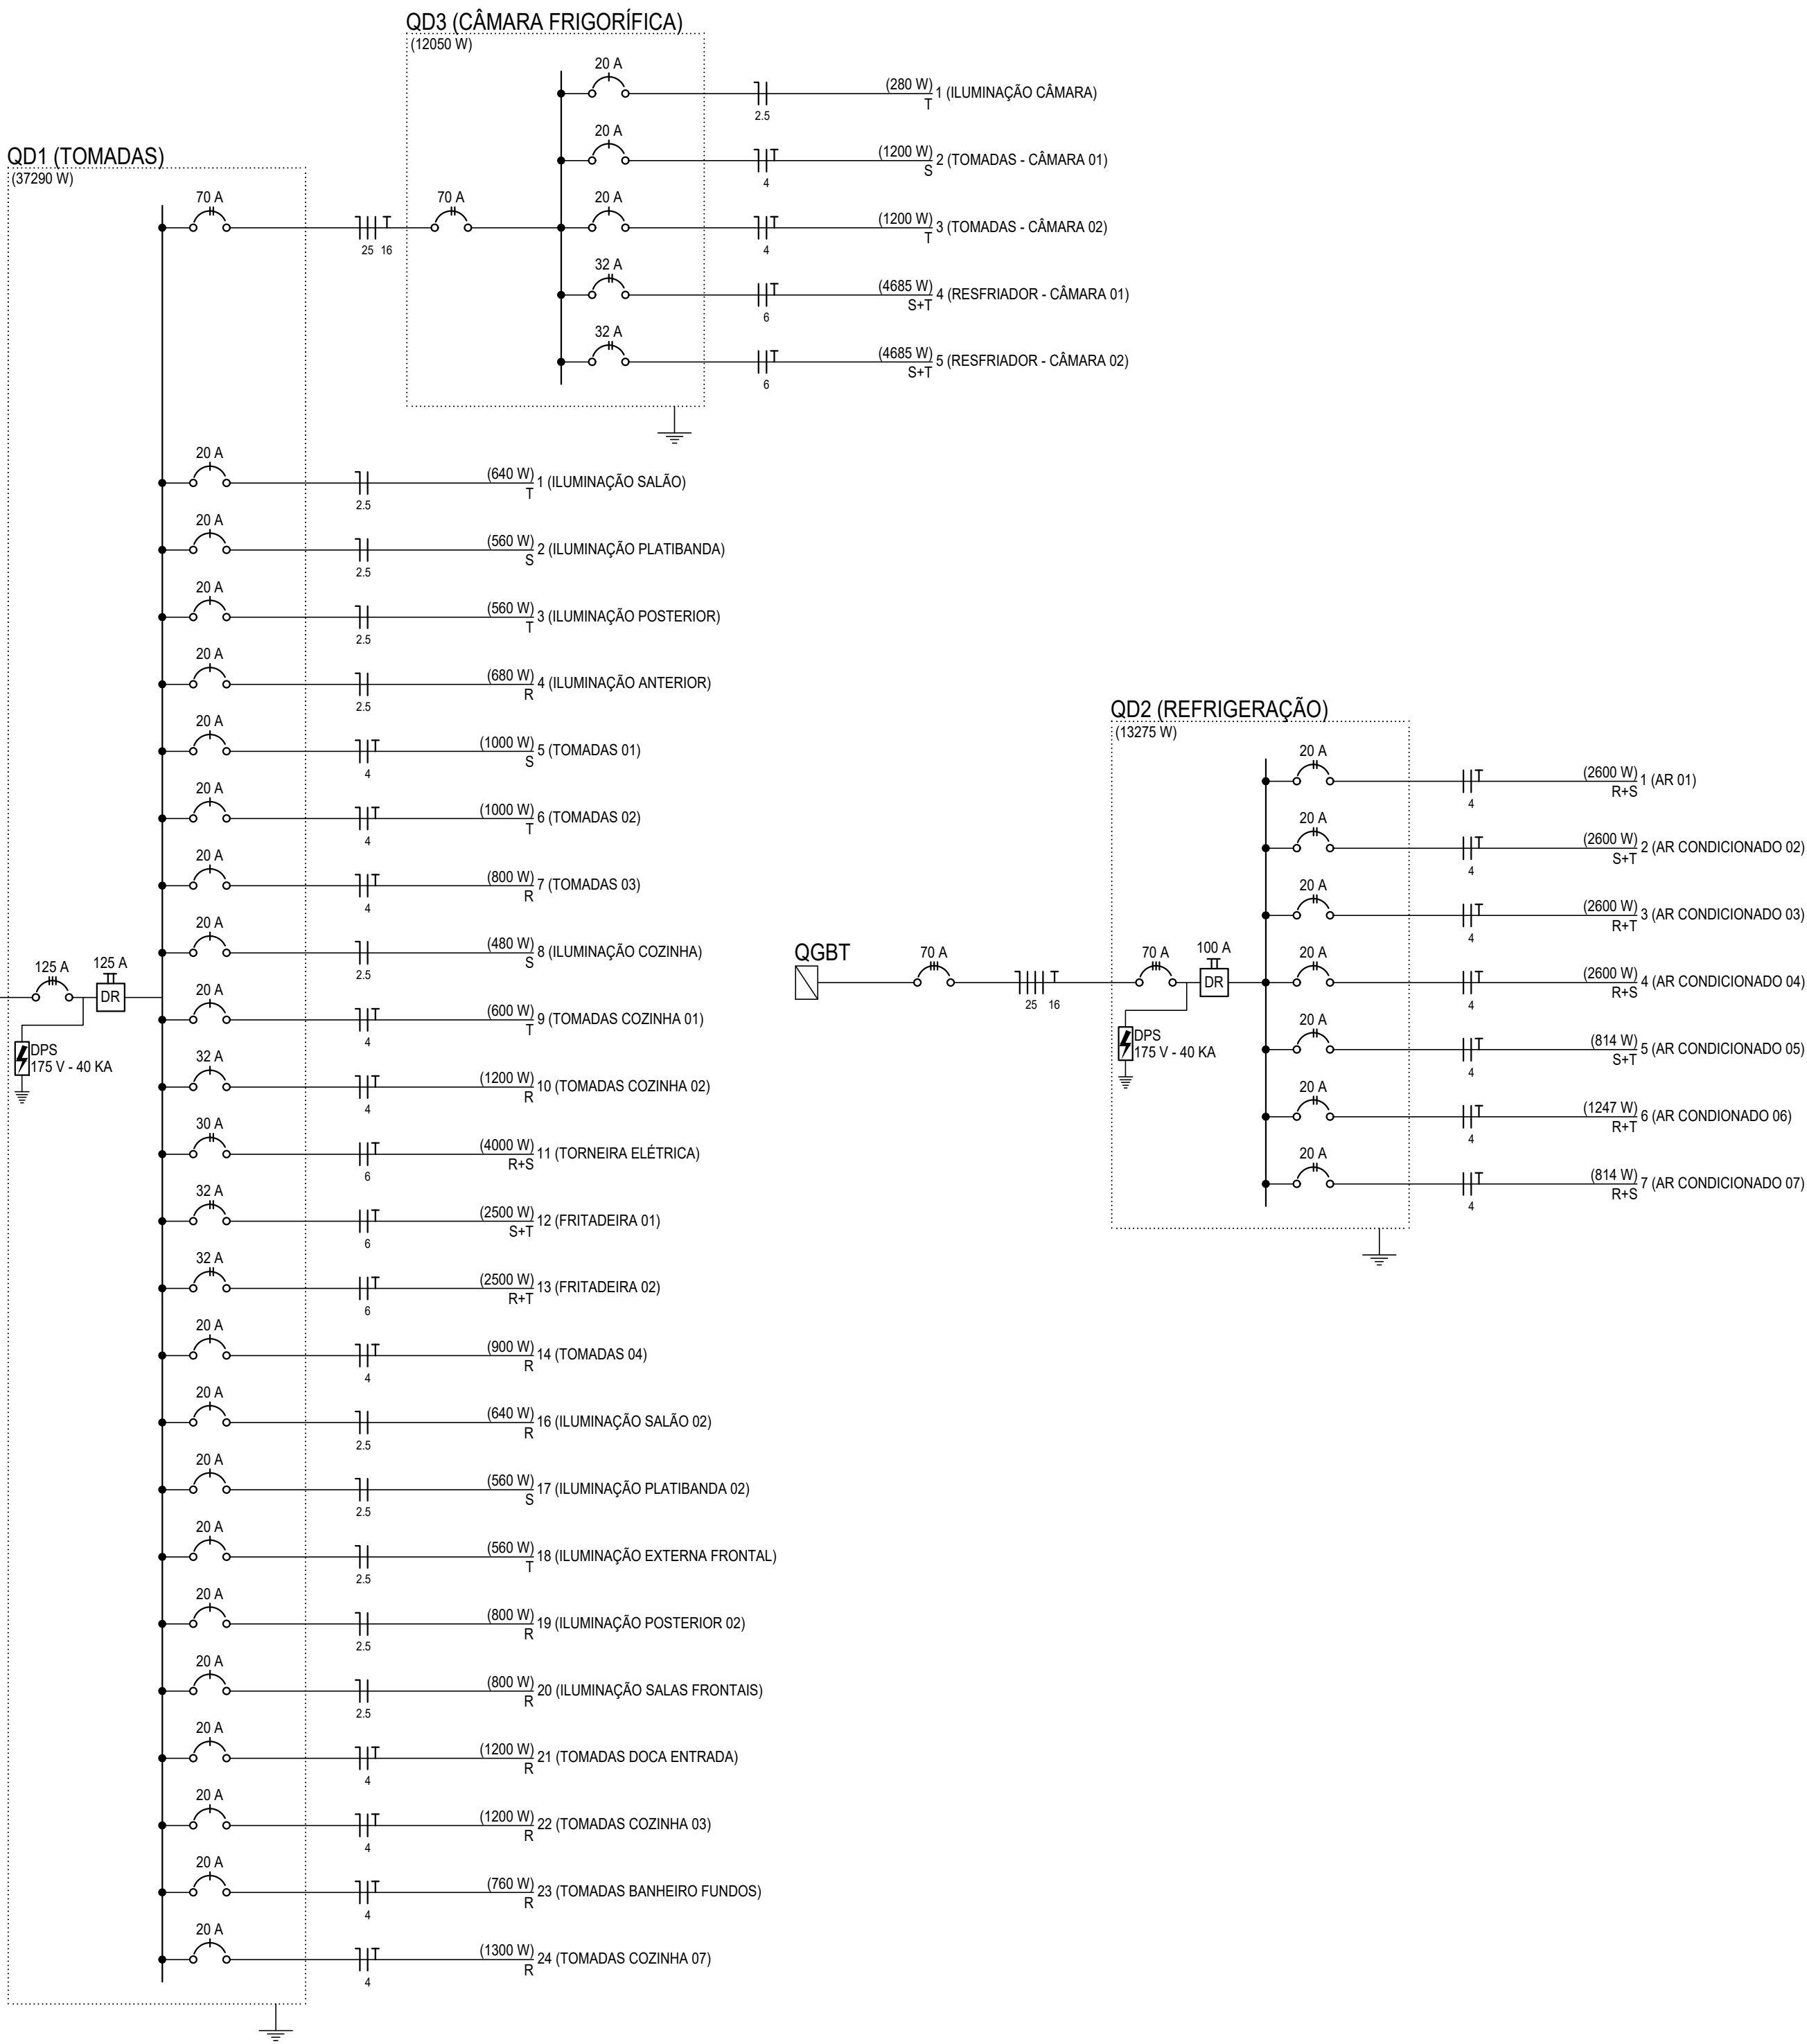 QD3 (CÂMARA FRIGORÍFICA)
(12050 W)
20 A
2.5
(280 W)
T
1 (ILUMINAÇÃO CÂMARA)
20 A
4
(1200 W)
S
2 (TOMADAS - CÂMARA 01)
20 A
4
(1200 W)
T
3 (TOMADAS - CÂMARA 02)
32 A
6
(4685 W)
S+T
4 (RESFRIADOR - CÂMARA 01)
32 A
6
(4685 W)
S+T
5 (RESFRIADOR - CÂMARA 02)
70 A
QD1 (TOMADAS)
(37290 W)
70 A
25 16
20 A
2.5
(640 W)
T
1 (ILUMINAÇÃO SALÃO)
20 A
2.5
(560 W)
S
2 (ILUMINAÇÃO PLATIBANDA)
20 A
2.5
(560 W)
T
3 (ILUMINAÇÃO POSTERIOR)
20 A
2.5
(680 W)
R
4 (ILUMINAÇÃO ANTERIOR)
20 A
4
(1000 W)
S
5 (TOMADAS 01)
20 A
4
(1000 W)
T
6 (TOMADAS 02)
20 A
4
(800 W)
R
7 (TOMADAS 03)
20 A
2.5
(480 W)
S
8 (ILUMINAÇÃO COZINHA)
125 A
125 A
DR
DPS
175 V - 40 KA
20 A
4
(600 W)
T
9 (TOMADAS COZINHA 01)
32 A
4
(1200 W)
R
10 (TOMADAS COZINHA 02)
30 A
6
(4000 W)
R+S
11 (TORNEIRA ELÉTRICA)
32 A
6
(2500 W)
S+T
12 (FRITADEIRA 01)
32 A
6
(2500 W)
R+T
13 (FRITADEIRA 02)
20 A
4
(900 W)
R
14 (TOMADAS 04)
20 A
2.5
(640 W)
R
16 (ILUMINAÇÃO SALÃO 02)
20 A
2.5
(560 W)
S
17 (ILUMINAÇÃO PLATIBANDA 02)
20 A
2.5
(560 W)
T
18 (ILUMINAÇÃO EXTERNA FRONTAL)
20 A
2.5
(800 W)
R
19 (ILUMINAÇÃO POSTERIOR 02)
20 A
2.5
(800 W)
R
20 (ILUMINAÇÃO SALAS FRONTAIS)
20 A
4
(1200 W)
R
21 (TOMADAS DOCA ENTRADA)
20 A
4
(1200 W)
R
22 (TOMADAS COZINHA 03)
20 A
4
(760 W)
R
23 (TOMADAS BANHEIRO FUNDOS)
20 A
4
(1300 W)
R
24 (TOMADAS COZINHA 07)
QGBT
70 A
25 16
QD2 (REFRIGERAÇÃO)
(13275 W)
70 A
100 A
DR
DPS
175 V - 40 KA
20 A
4
(2600 W)
R+S
1 (AR 01)
20 A
4
(2600 W)
S+T
2 (AR CONDICIONADO 02)
20 A
4
(2600 W)
R+T
3 (AR CONDICIONADO 03)
20 A
4
(2600 W)
R+S
4 (AR CONDICIONADO 04)
20 A
4
(814 W)
S+T
5 (AR CONDICIONADO 05)
20 A
4
(1247 W)
R+T
6 (AR CONDIONADO 06)
20 A
4
(814 W)
R+S
7 (AR CONDICIONADO 07)